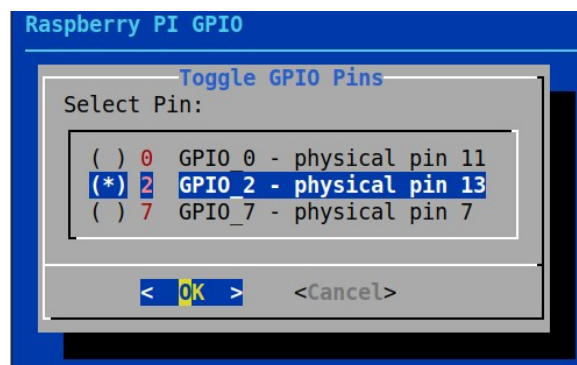 Raspberry PI GPIO
Toggle GPIO Pins
Select Pin:
( ) 0 GPIO_0 - physical pin 11
(*) 2 GPIO_2 - physical pin 13
( ) 7 GPIO_7 - physical pin 7
< OK > <Cancel>